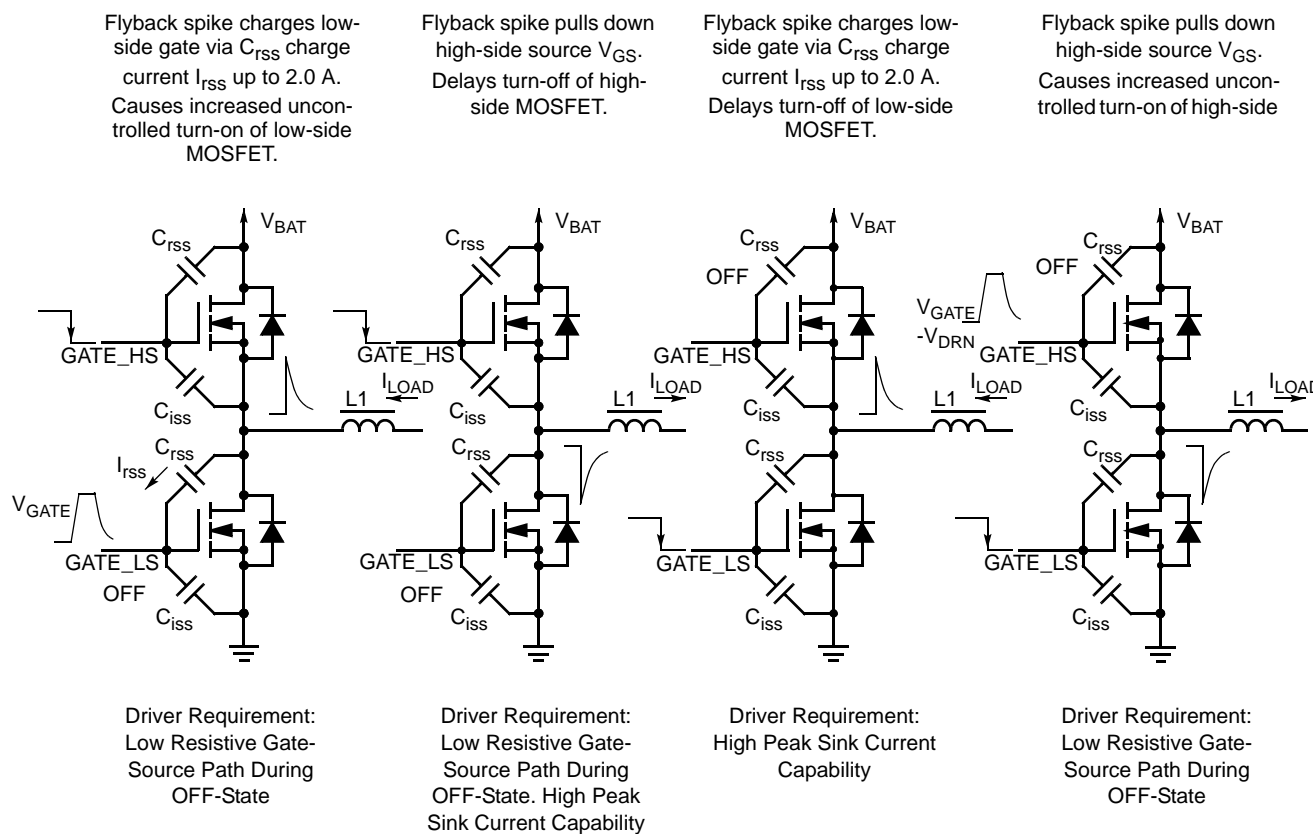 Flyback spike charges low-
side gate via Crss charge
current Irss up to 2.0 A.
Causes increased uncon-
trolled turn-on of low-side
MOSFET.
Flyback spike pulls down
high-side source VGS.
Delays turn-off of high-
side MOSFET.
Flyback spike charges low-
side gate via Crss charge
current Irss up to 2.0 A.
Delays turn-off of low-side
MOSFET.
Flyback spike pulls down
high-side source VGS.
Causes increased uncon-
trolled turn-on of high-side
VBAT
Crss
GATE_HS
Ciss
ILOAD
L1
Irss
Crss
VGATE
GATE_LS
OFF
Ciss
VBAT
Crss
GATE_HS
Ciss
ILOAD
L1
Crss
GATE_LS
OFF
Ciss
VBAT
Crss
OFF
GATE_HS
Ciss
ILOAD
L1
Crss
GATE_LS
Ciss
VBAT
Crss
OFF
VGATE
-VDRN
GATE_HS
Ciss
ILOAD
L1
Crss
GATE_LS
Ciss
Driver Requirement:
Low Resistive Gate-
Source Path During
OFF-State
Driver Requirement:
Low Resistive Gate-
Source Path During
OFF-State. High Peak
Sink Current Capability
Driver Requirement:
High Peak Sink Current
Capability
Driver Requirement:
Low Resistive Gate-
Source Path During
OFF-State